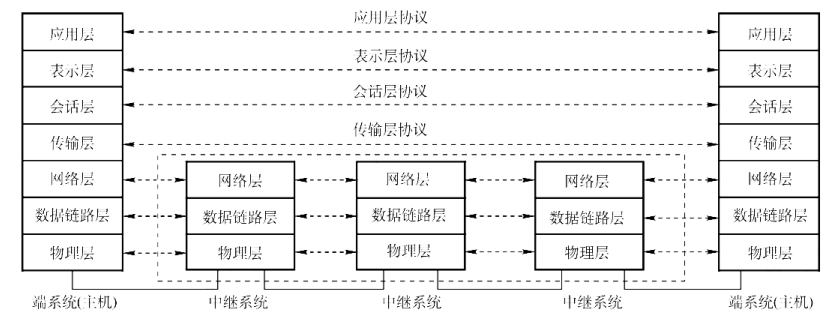 应用层协议
应用层 应用层
表示层协议
表示层 表示层
会话层协议
会话层 会话层
传输层协议
传输层 传输层
网络层 网络层 网络层 网络层 网络层
数据链路层 数据链路层 数据链路层 数据链路层 数据链路层
物理层 物理层 物理层 物理层 物理层
端系统(主机) 中继系统 中继系统 中继系统 端系统(主机)